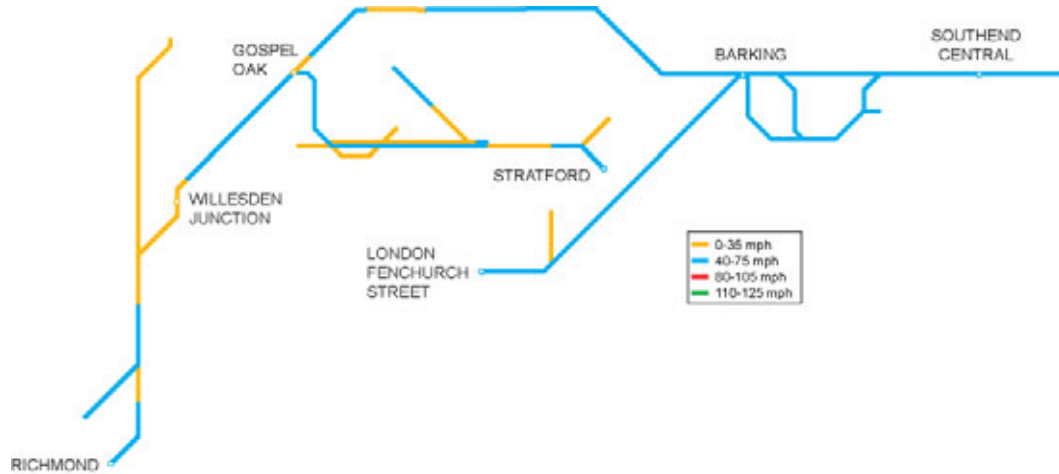 SOUTHEND
CENTRAL
GOSPEL
OAK
BARKING
STRATFORD
WILLESDEN
JUNCTION
LONDON
FENCHURCH
STREET
0-35 mph
40-75 mph
80-105 mph
110-125 mph
RICHMOND